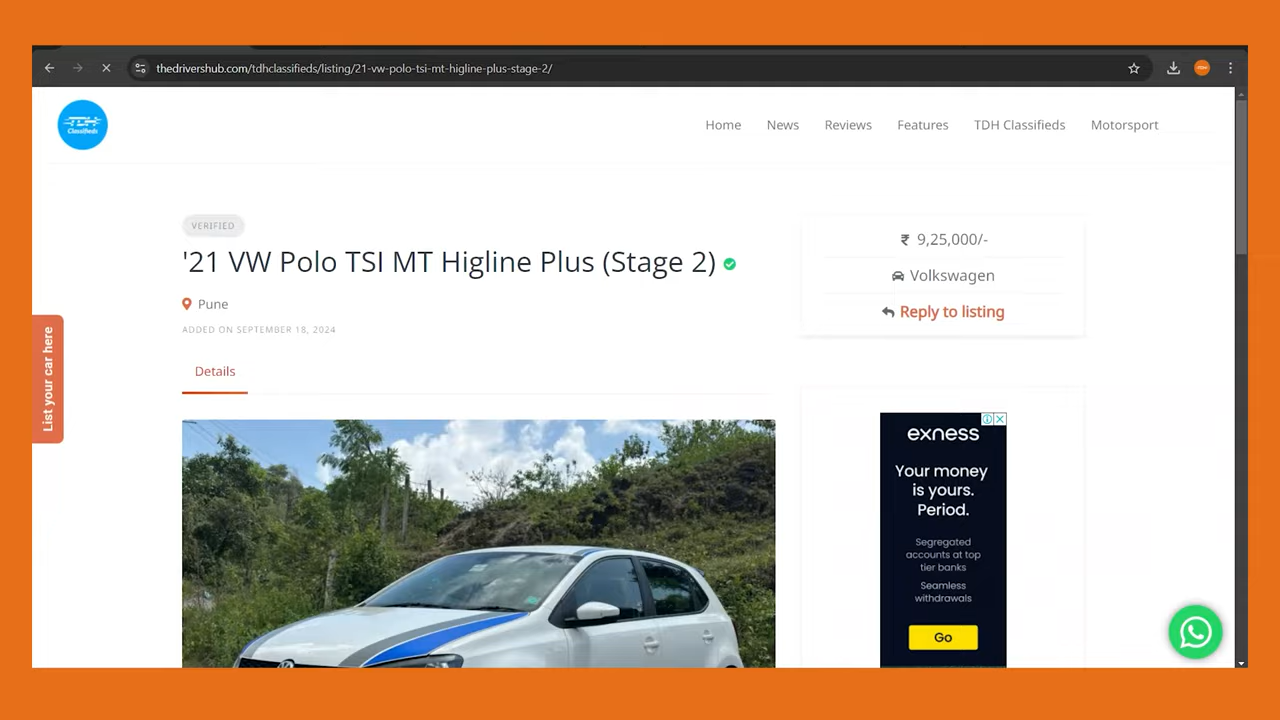 thedrivershub.com/tdhclassifieds/listing/21-vw-polo-tsi-mt-higline-plus-stage-2/
TDH
Classifieds
Home
News
Reviews
Features
TDH Classifieds
Motorsport
VERIFIED
'21 VW Polo TSI MT Higline Plus (Stage 2)
Pune
ADDED ON SEPTEMBER 18, 2024
Details
₹ 9,25,000/-
Volkswagen
Reply to listing
List your car here
exness
Your money
is yours.
Period.
Segregated
accounts at top
tier banks
Seamless
withdrawals
Go